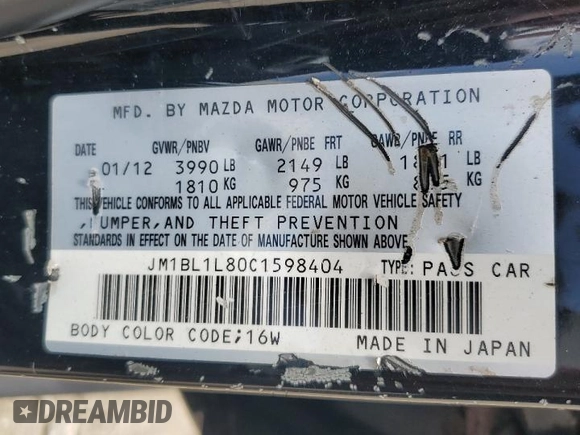 MFD. BY MAZDA MOTOR CORPORATION
DATE GVWR/PNBV GAWR/PNBE FRT GAWR/PNBE RR
01/12 3990 LB 2149 LB LB
1810 KG 975 KG KG
THIS VEHICLE CONFORMS TO ALL APPLICABLE FEDERAL MOTOR VEHICLE SAFETY
,BUMPER,AND THEFT PREVENTION
STANDARDS IN EFFECT ON THE DATE OF MANUFACTURE SHOWN ABOVE.
JM1BL1L80C1598404 TYPE: PASS CAR
BODY COLOR CODE;16W MADE IN JAPAN
DREAMBID